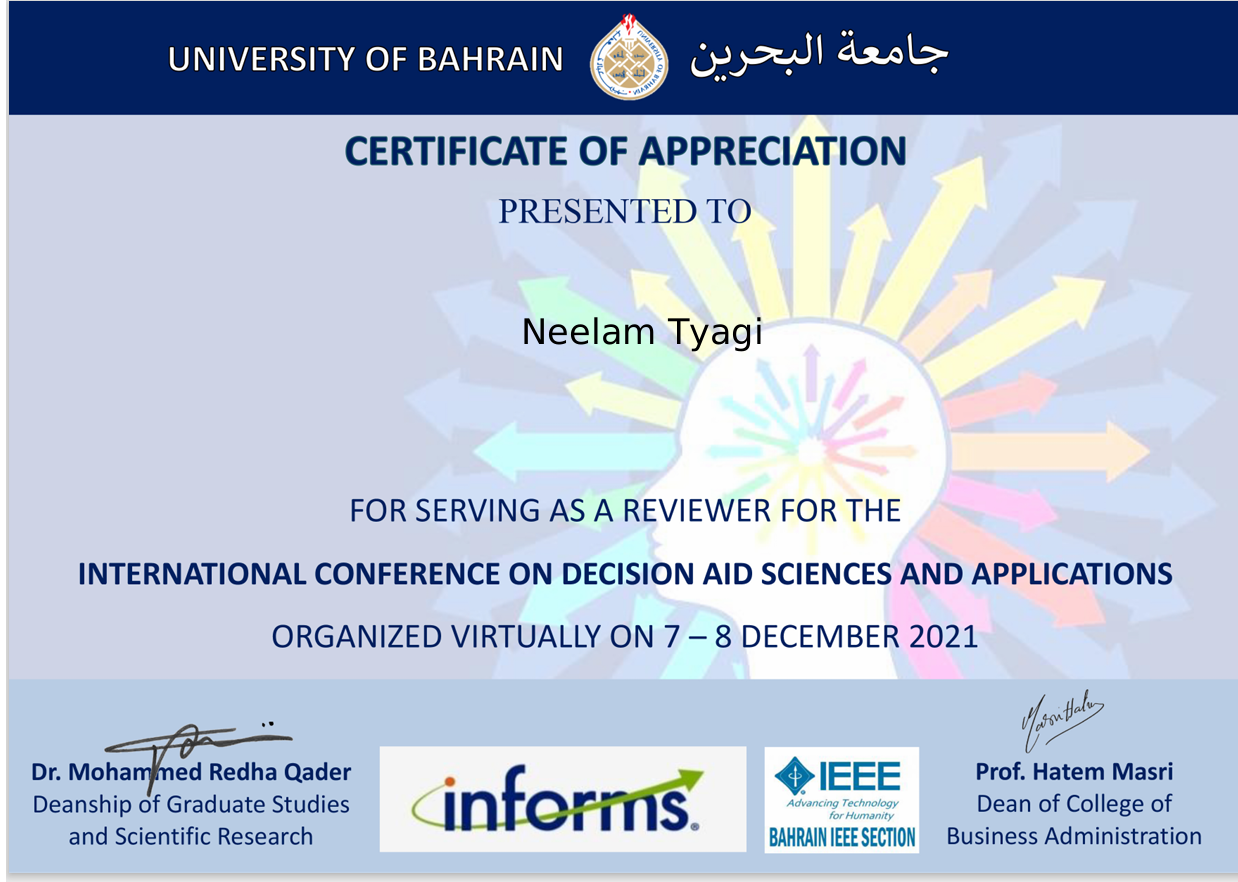 UNIVERSITY OF BAHRAIN
جامعة البحرين
CERTIFICATE OF APPRECIATION
PRESENTED TO
Neelam Tyagi
FOR SERVING AS A REVIEWER FOR THE
INTERNATIONAL CONFERENCE ON DECISION AID SCIENCES AND APPLICATIONS
ORGANIZED VIRTUALLY ON 7 – 8 DECEMBER 2021
Dr. Mohammed Redha Qader
Deanship of Graduate Studies
and Scientific Research
informs®
IEEE
Advancing Technology
for Humanity
BAHRAIN IEEE SECTION
Prof. Hatem Masri
Dean of College of
Business Administration